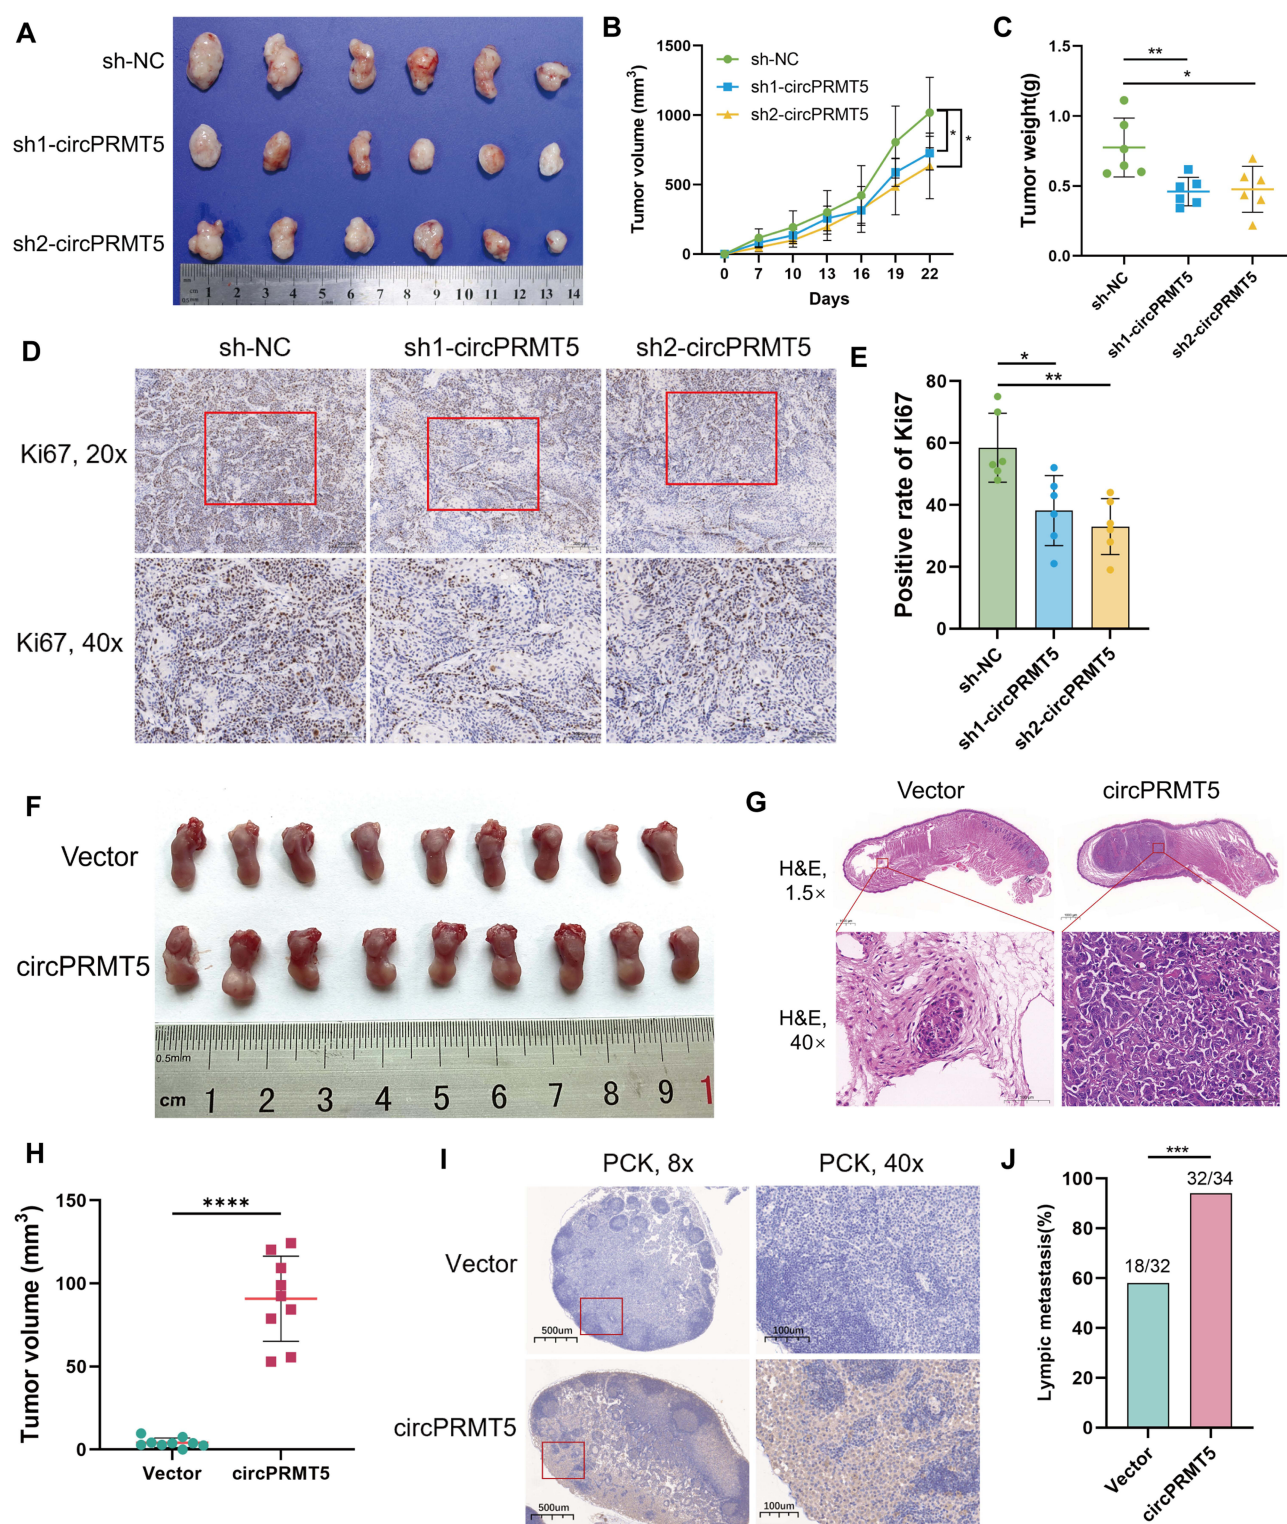 A
sh-NC
sh1-circPRMT5
sh2-circPRMT5
1 2 3 4 5 6 7 8 9 10 11 12 13 14
B
Tumor volume (mm³)
1500
1000
500
0
sh-NC
sh1-circPRMT5
sh2-circPRMT5
*
*
0 7 10 13 16 19 22
Days
C
Tumor weight(g)
1.5
1.0
0.5
0.0
**
*
sh-NC
sh1-circPRMT5
sh2-circPRMT5
D
sh-NC sh1-circPRMT5 sh2-circPRMT5
Ki67, 20x
Ki67, 40x
E
Positive rate of Ki67
80
60
40
20
0
*
**
sh-NC
sh1-circPRMT5
sh2-circPRMT5
F
Vector
circPRMT5
0.5mm
cm 1 2 3 4 5 6 7 8 9 1
G
Vector circPRMT5
H&E,
1.5×
H&E,
40×
H
Tumor volume (mm³)
150
100
50
0
****
Vector circPRMT5
I
PCK, 8x PCK, 40x
Vector
500um
100um
circPRMT5
500um
100um
J
Lympic metastasis(%)
100
80
60
40
20
0
***
18/32
32/34
Vector
circPRMT5